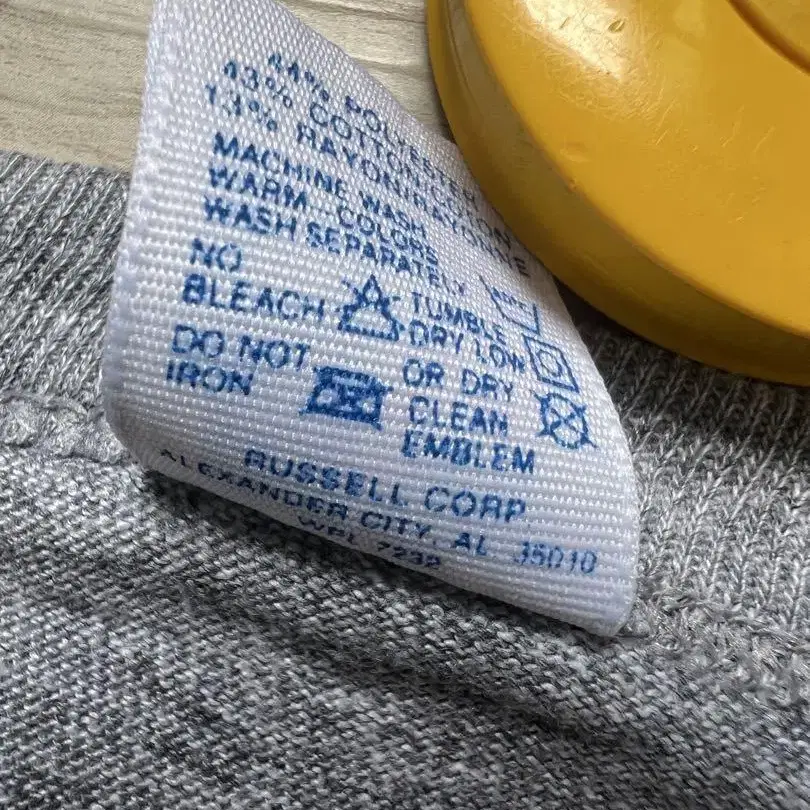 44% POLYESTER
43% COTTON/COTON
13% RAYON/RAYONNE
MACHINE WASH
WARM–COLORS
WASH SEPARATELY
NO
BLEACH
TUMBLE
DRY LOW
DO NOT
IRON
OR DRY
CLEAN
EMBLEM
RUSSELL CORP
ALEXANDER CITY, AL 35010
WPL 7232